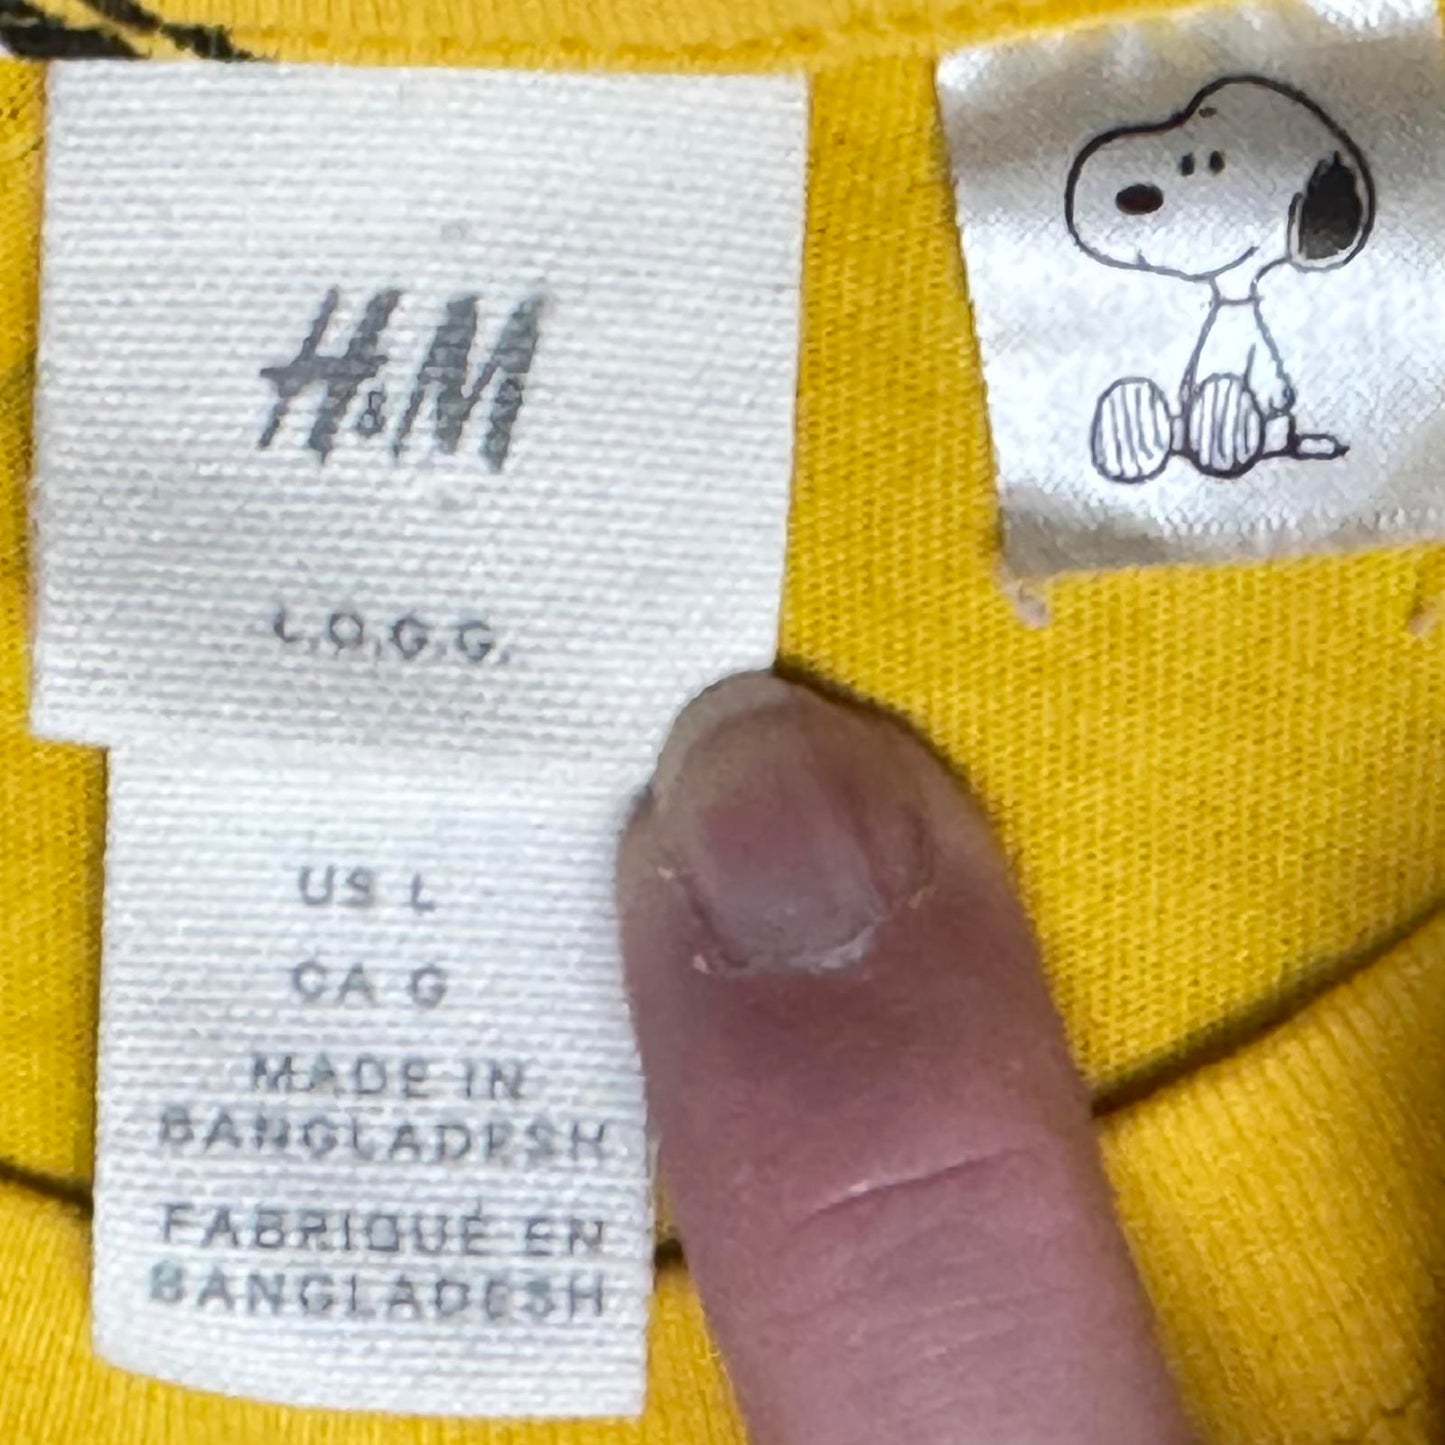 H&M
L.O.G.G.
US L
CA G
MADE IN
BANGLADESH
FABRIQUÉ EN
BANGLADESH